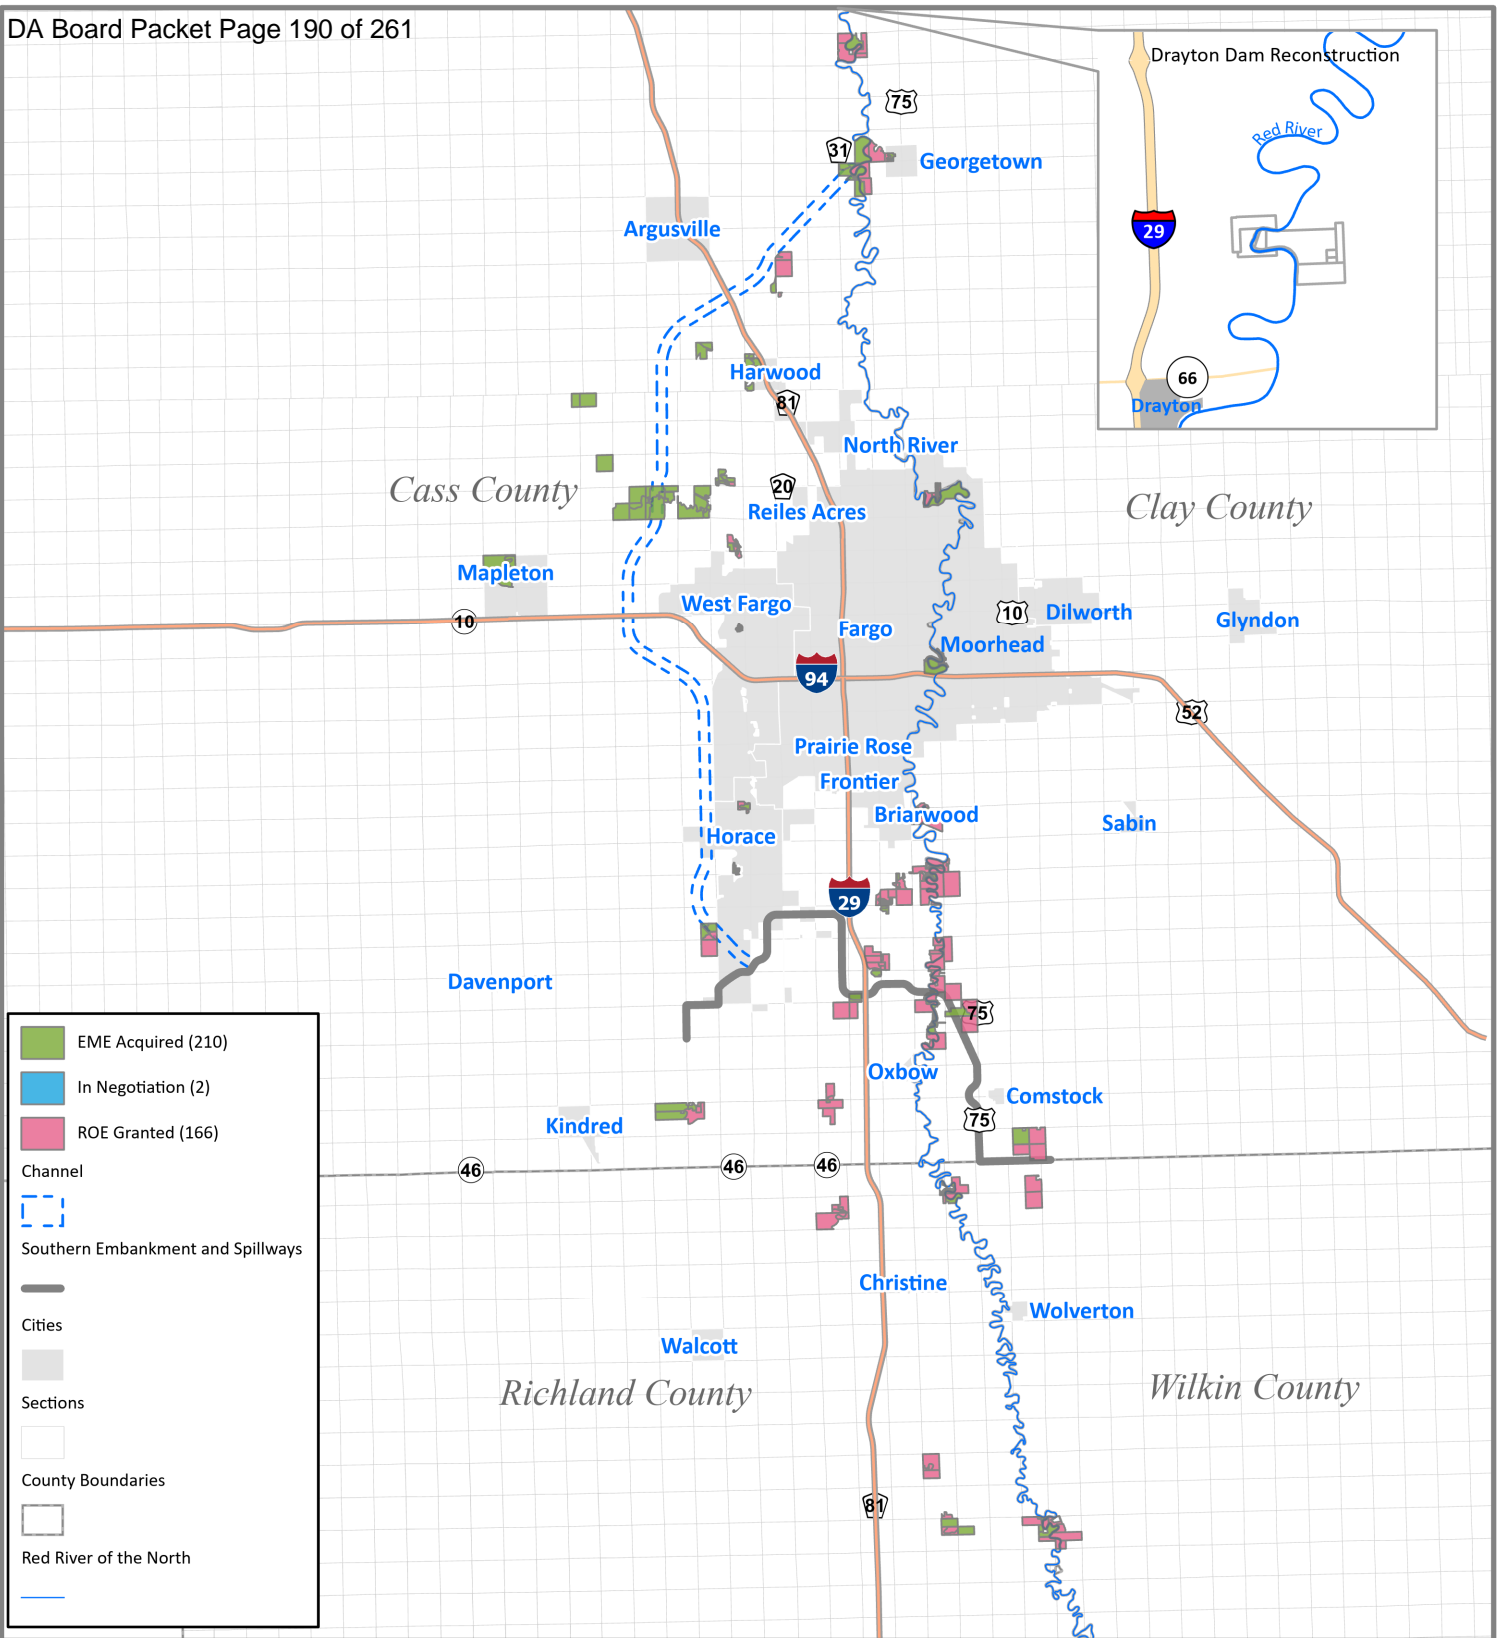 DA Board Packet Page 190 of 261
Drayton Dam Reconstruction
Red River
29
66
Drayton
75
31
Georgetown
Argusville
Harwood
81
North River
Cass County
20
Reiles Acres
Clay County
Mapleton
West Fargo
10
Fargo
10
Dilworth
Glyndon
Moorhead
94
52
Prairie Rose
Frontier
Briarwood
Sabin
Horace
29
Davenport
75
Oxbow
Comstock
75
Kindred
46
46
46
Christine
Wolverton
Walcott
Richland County
Wilkin County
81
EME Acquired (210)
In Negotiation (2)
ROE Granted (166)
Channel
Southern Embankment and Spillways
Cities
Sections
County Boundaries
Red River of the North